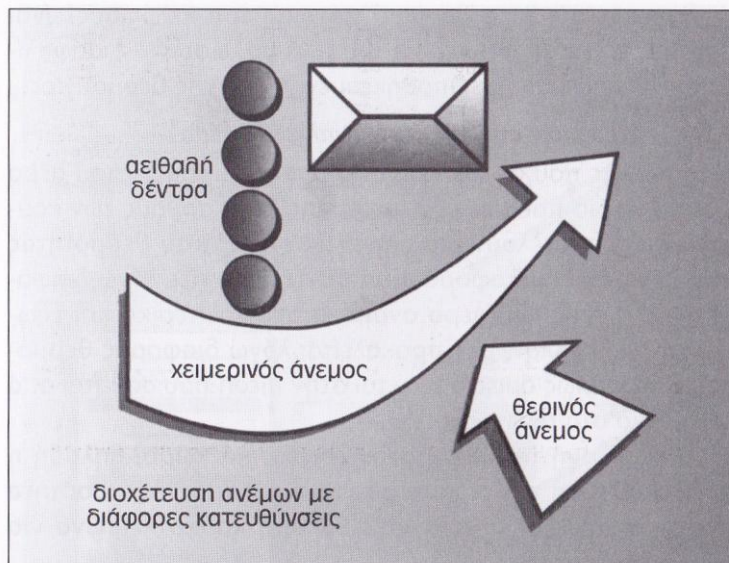 αειθαλή
δέντρα
χειμερινός άνεμος
θερινός
άνεμος
διοχέτευση ανέμων με
διάφορες κατευθύνσεις